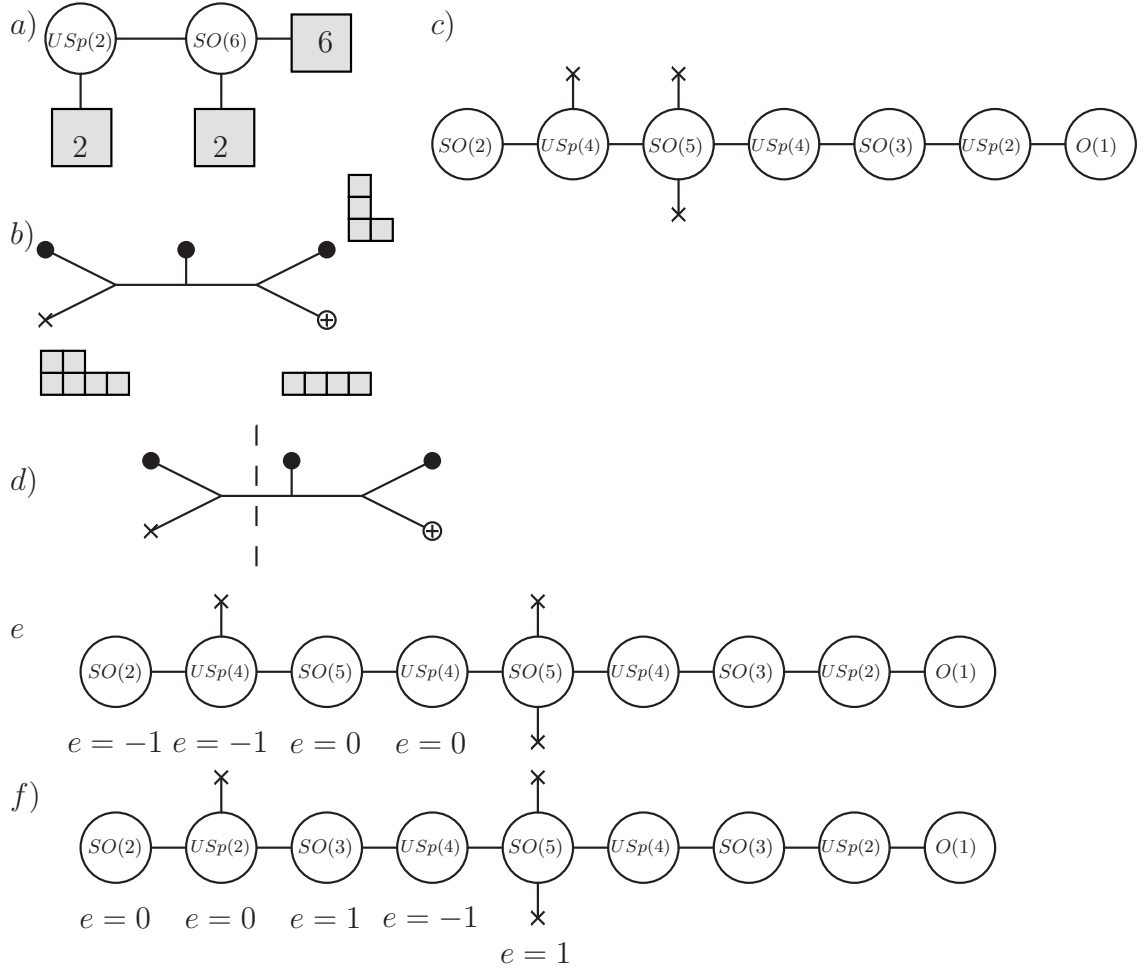 a)
USp(2) SO(6) 6
2 2
c)
SO(2) USp(4) SO(5) USp(4) SO(3) USp(2) O(1)
b)
d)
e
SO(2) USp(4) SO(5) USp(4) SO(5) USp(4) SO(3) USp(2) O(1)
e = −1 e = −1 e = 0 e = 0
f)
SO(2) USp(2) SO(3) USp(4) SO(5) USp(4) SO(3) USp(2) O(1)
e = 0 e = 0 e = 1 e = −1
e = 1